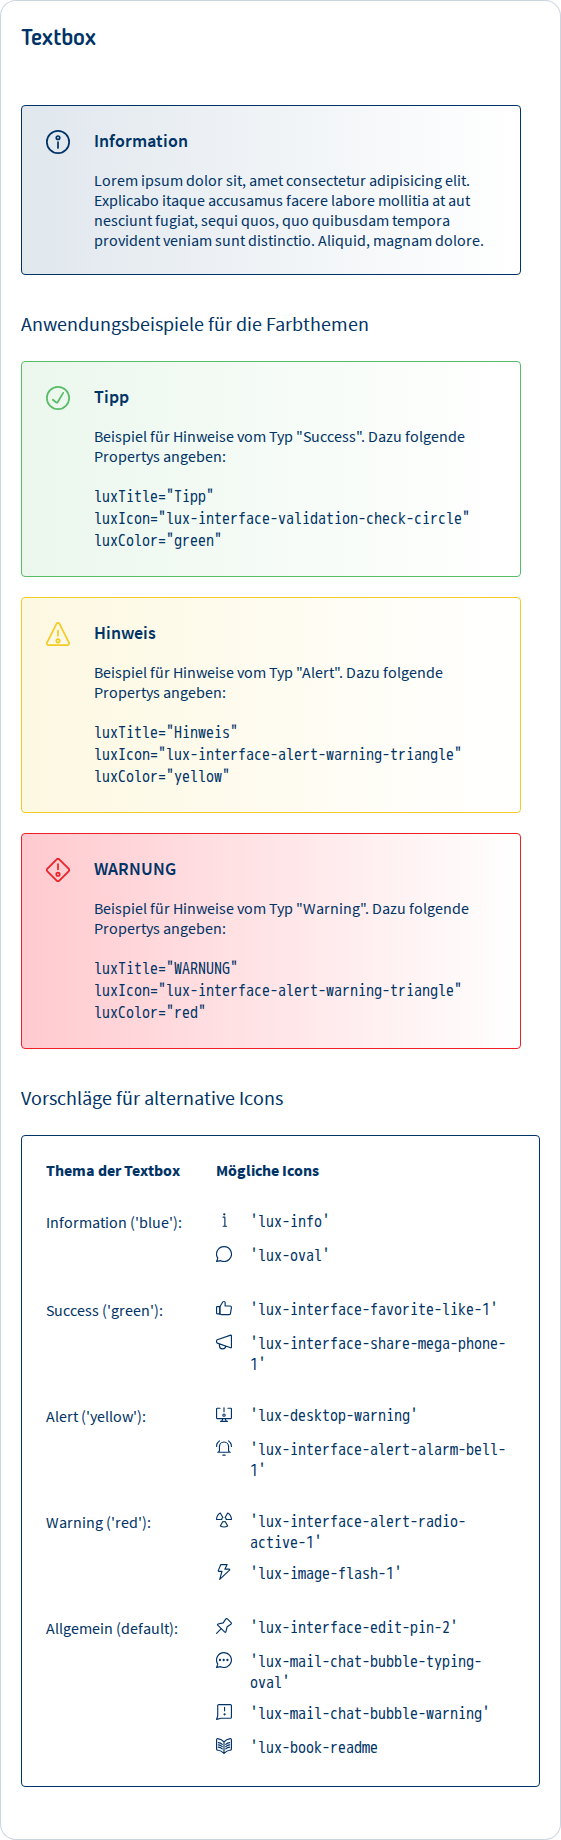 Textbox
Information
Lorem ipsum dolor sit, amet consectetur adipisicing elit.
Explicabo itaque accusamus facere labore mollitia at aut
nesciunt fugiat, sequi quos, quo quibusdam tempora
provident veniam sunt distinctio. Aliquid, magnam dolore.
Anwendungsbeispiele für die Farbthemen
Tipp
Beispiel für Hinweise vom Typ "Success". Dazu folgende
Propertys angeben:
luxTitle="Tipp"
luxIcon="lux-interface-validation-check-circle"
luxColor="green"
Hinweis
Beispiel für Hinweise vom Typ "Alert". Dazu folgende
Propertys angeben:
luxTitle="Hinweis"
luxIcon="lux-interface-alert-warning-triangle"
luxColor="yellow"
WARNUNG
Beispiel für Hinweise vom Typ "Warning". Dazu folgende
Propertys angeben:
luxTitle="WARNUNG"
luxIcon="lux-interface-alert-warning-triangle"
luxColor="red"
Vorschläge für alternative Icons
Thema der Textbox Mögliche Icons
Information ('blue'): 'lux-info'
'lux-oval'
Success ('green'): 'lux-interface-favorite-like-1'
'lux-interface-share-mega-phone-
1'
Alert ('yellow'): 'lux-desktop-warning'
'lux-interface-alert-alarm-bell-
1'
Warning ('red'): 'lux-interface-alert-radio-
active-1'
'lux-image-flash-1'
Allgemein (default): 'lux-interface-edit-pin-2'
'lux-mail-chat-bubble-typing-
oval'
'lux-mail-chat-bubble-warning'
'lux-book-readme